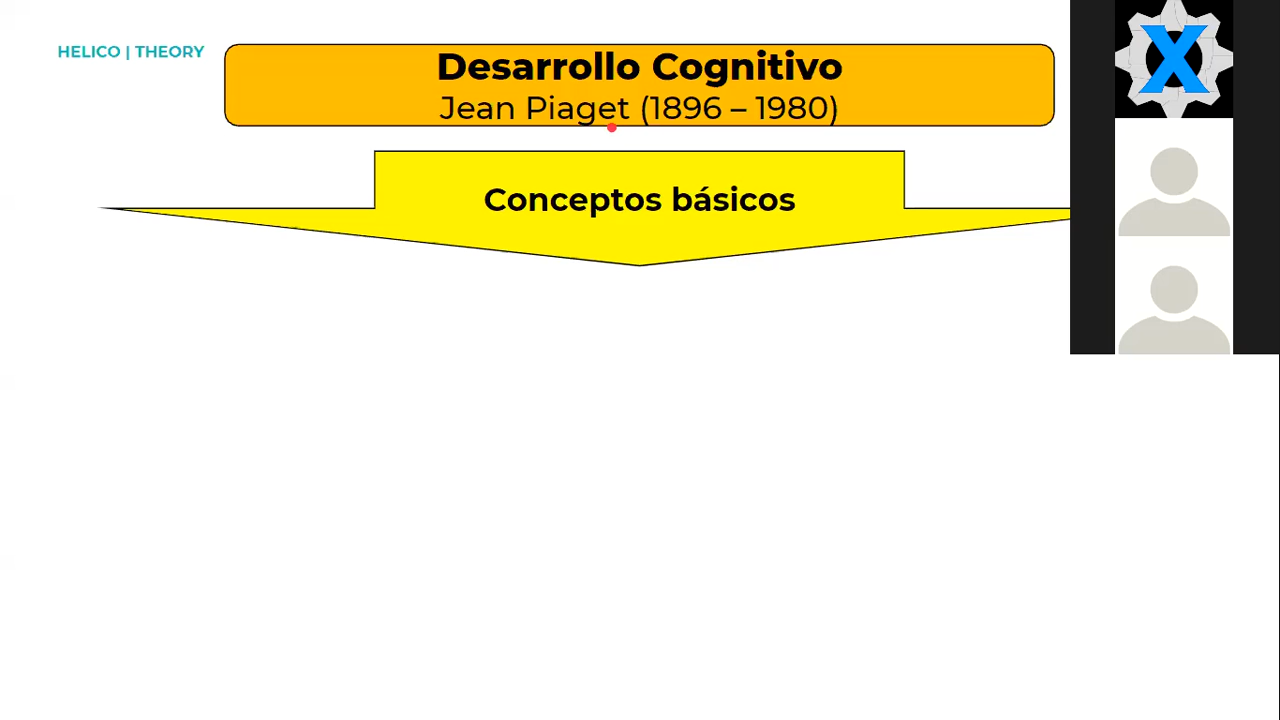 HELICO | THEORY
Desarrollo Cognitivo
Jean Piaget (1896 – 1980)
Conceptos básicos
X